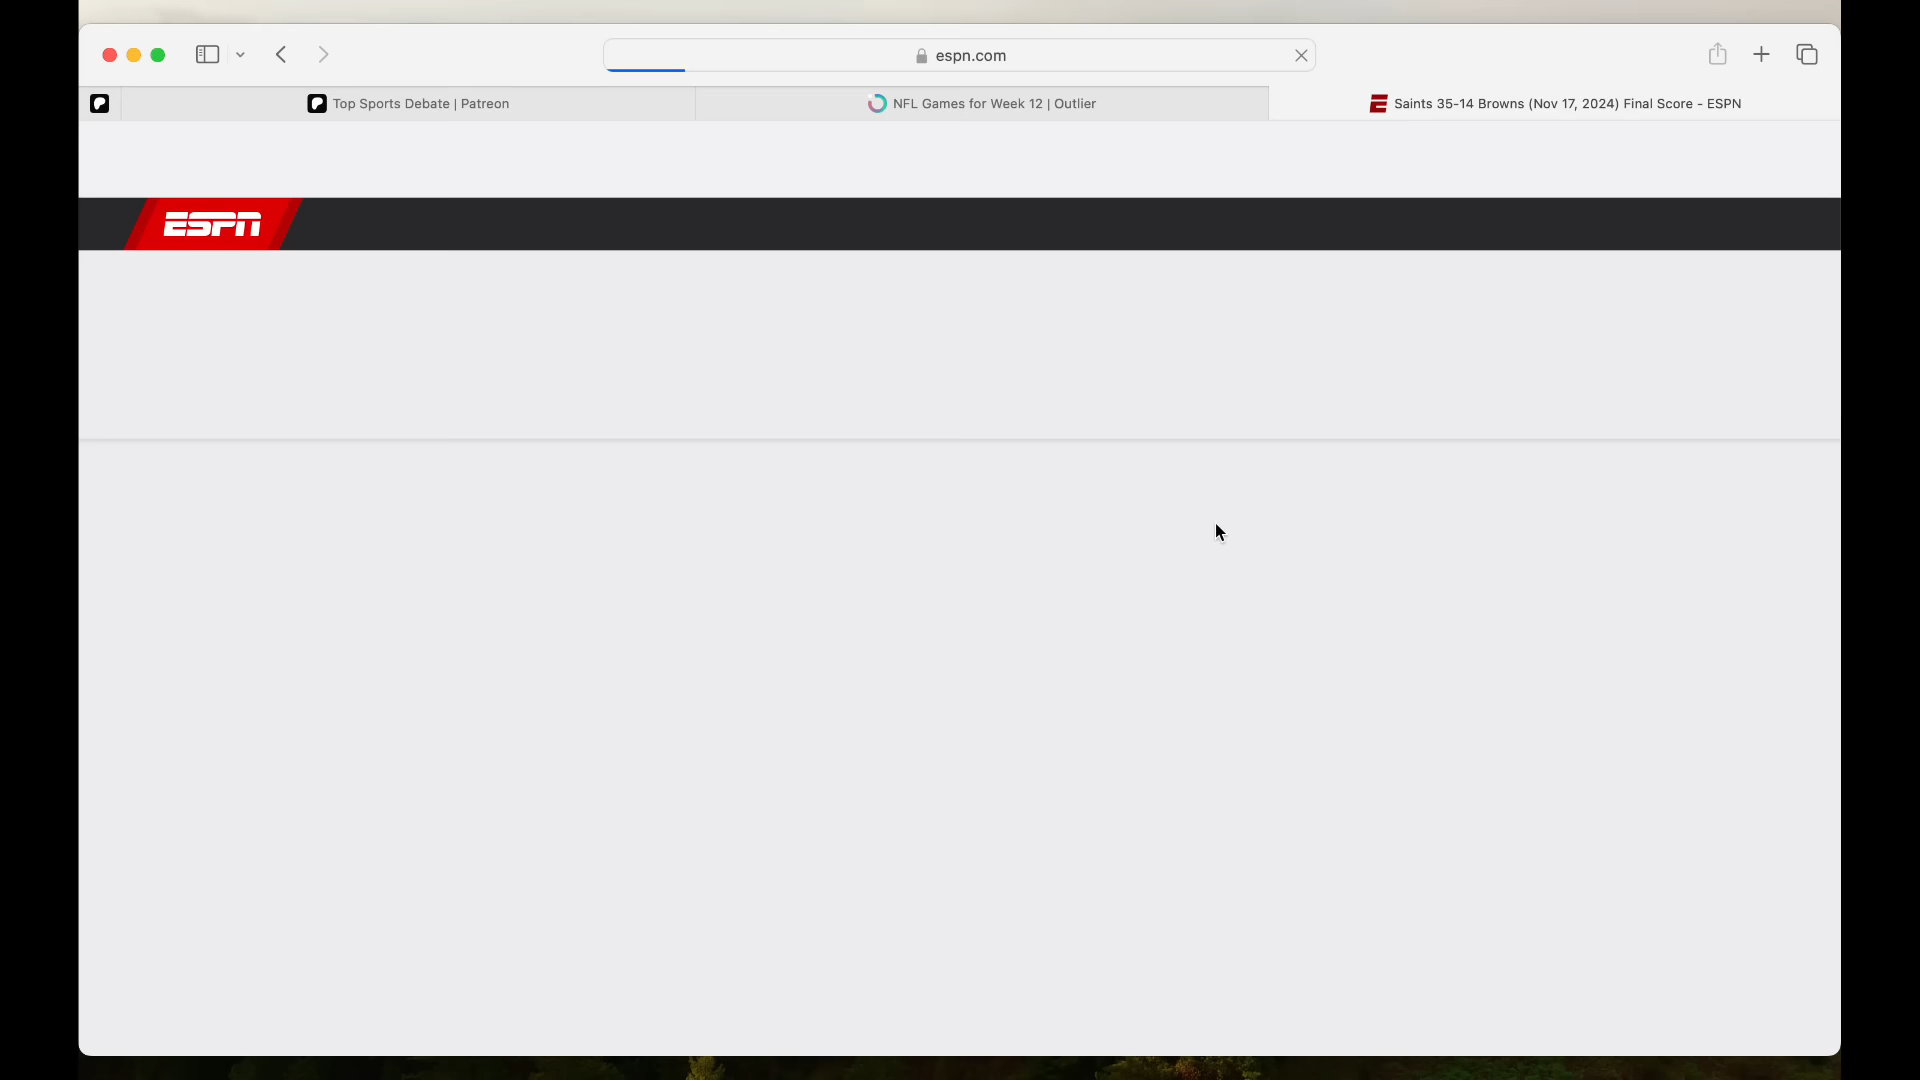 espn.com
Top Sports Debate | Patreon
NFL Games for Week 12 | Outlier
Saints 35-14 Browns (Nov 17, 2024) Final Score - ESPN
ESPN